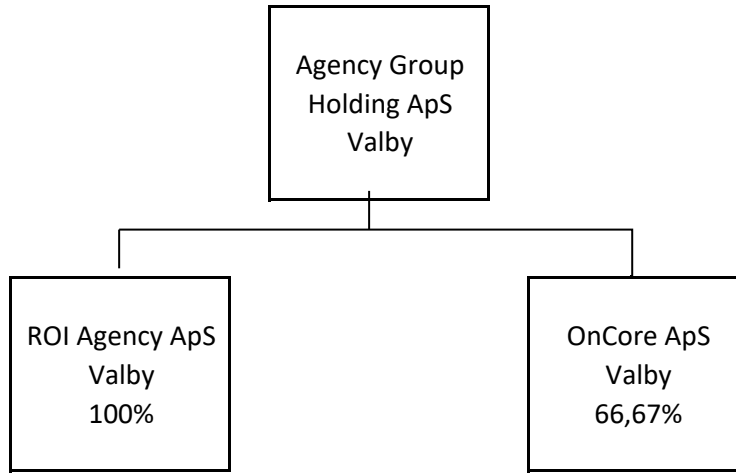 Agency Group
Holding ApS
Valby
ROI Agency ApS
Valby
100%
OnCore ApS
Valby
66,67%